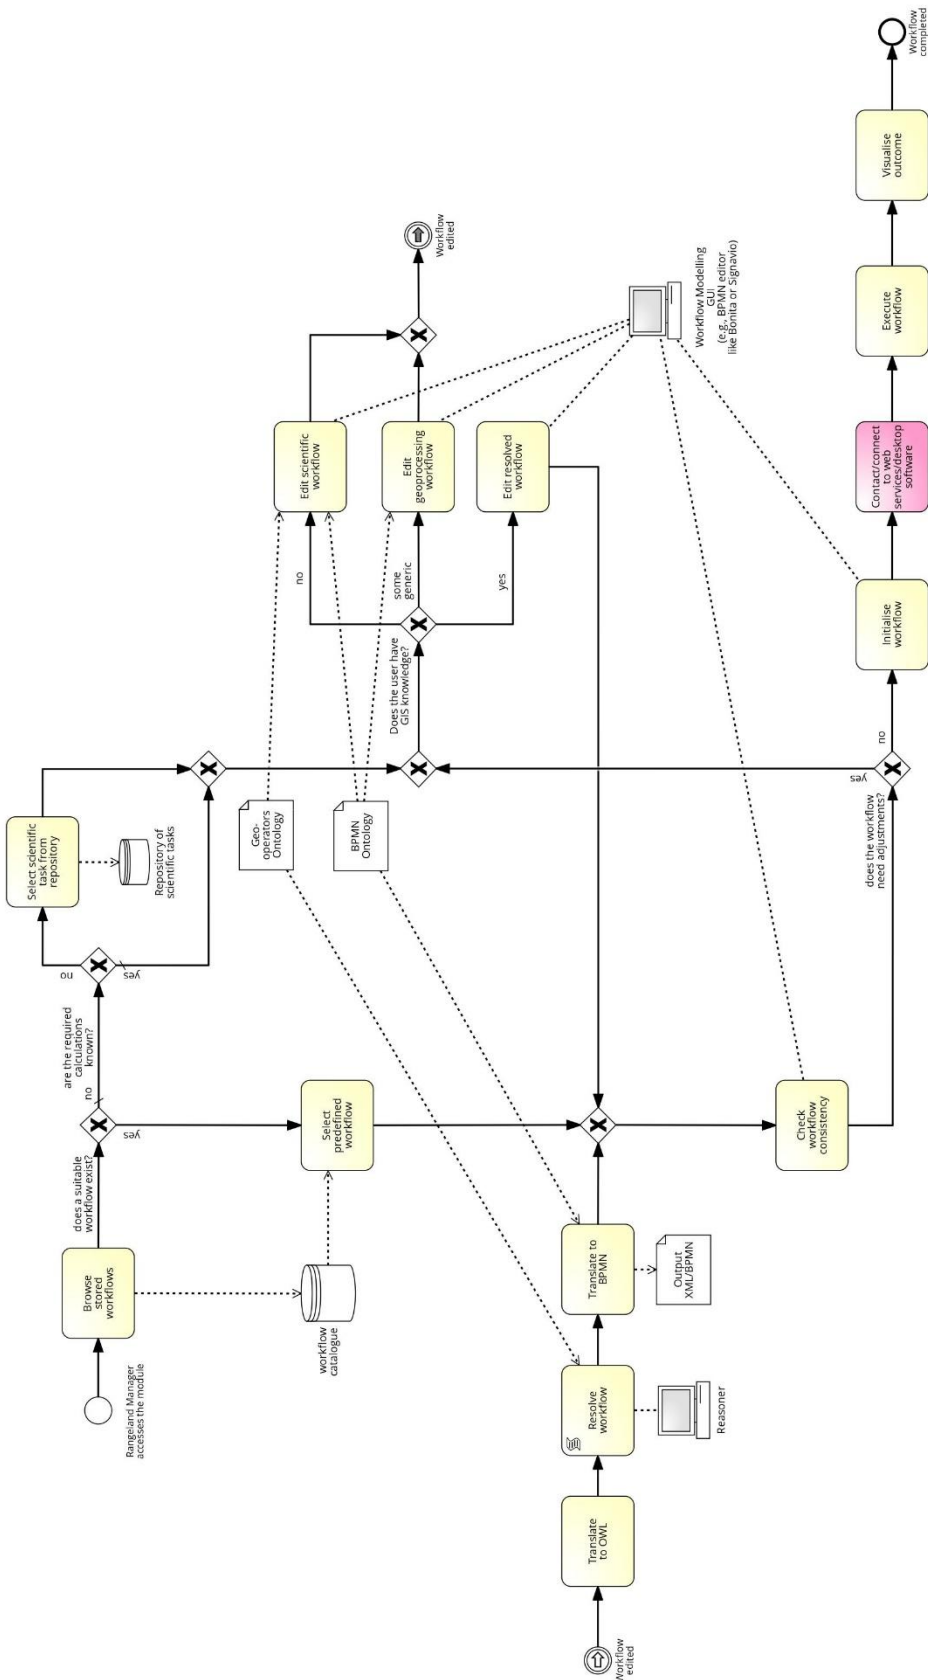 Rangeland Manager
accesses the module
Browse
stored
workflows
does a suitable
workflow exist?
no
yes
are the required
calculations
known?
no
yes
Select scientific
task from
repository
Repository of
scientific tasks
workflow
catalogue
Select
predefined
workflow
Geo-
operators
Ontology
BPMN
Ontology
Does the user have
GIS knowledge?
no
some
generic
yes
Edit scientific
workflow
Edit
geoprocessing
workflow
Edit resolved
workflow
Workflow
edited
Workflow Modelling
GUI
(e.g., BPMN editor
like Bonita or Signavio)
Workflow
edited
Translate
to OWL
Resolve
workflow
Reasoner
Translate to
BPMN
Output
XML/BPMN
Check
workflow
consistency
does the workflow
need adjustments?
yes
no
Initialise
workflow
Contact/connect
to web
services/desktop
software
Execute
workflow
Visualise
outcome
Workflow
completed